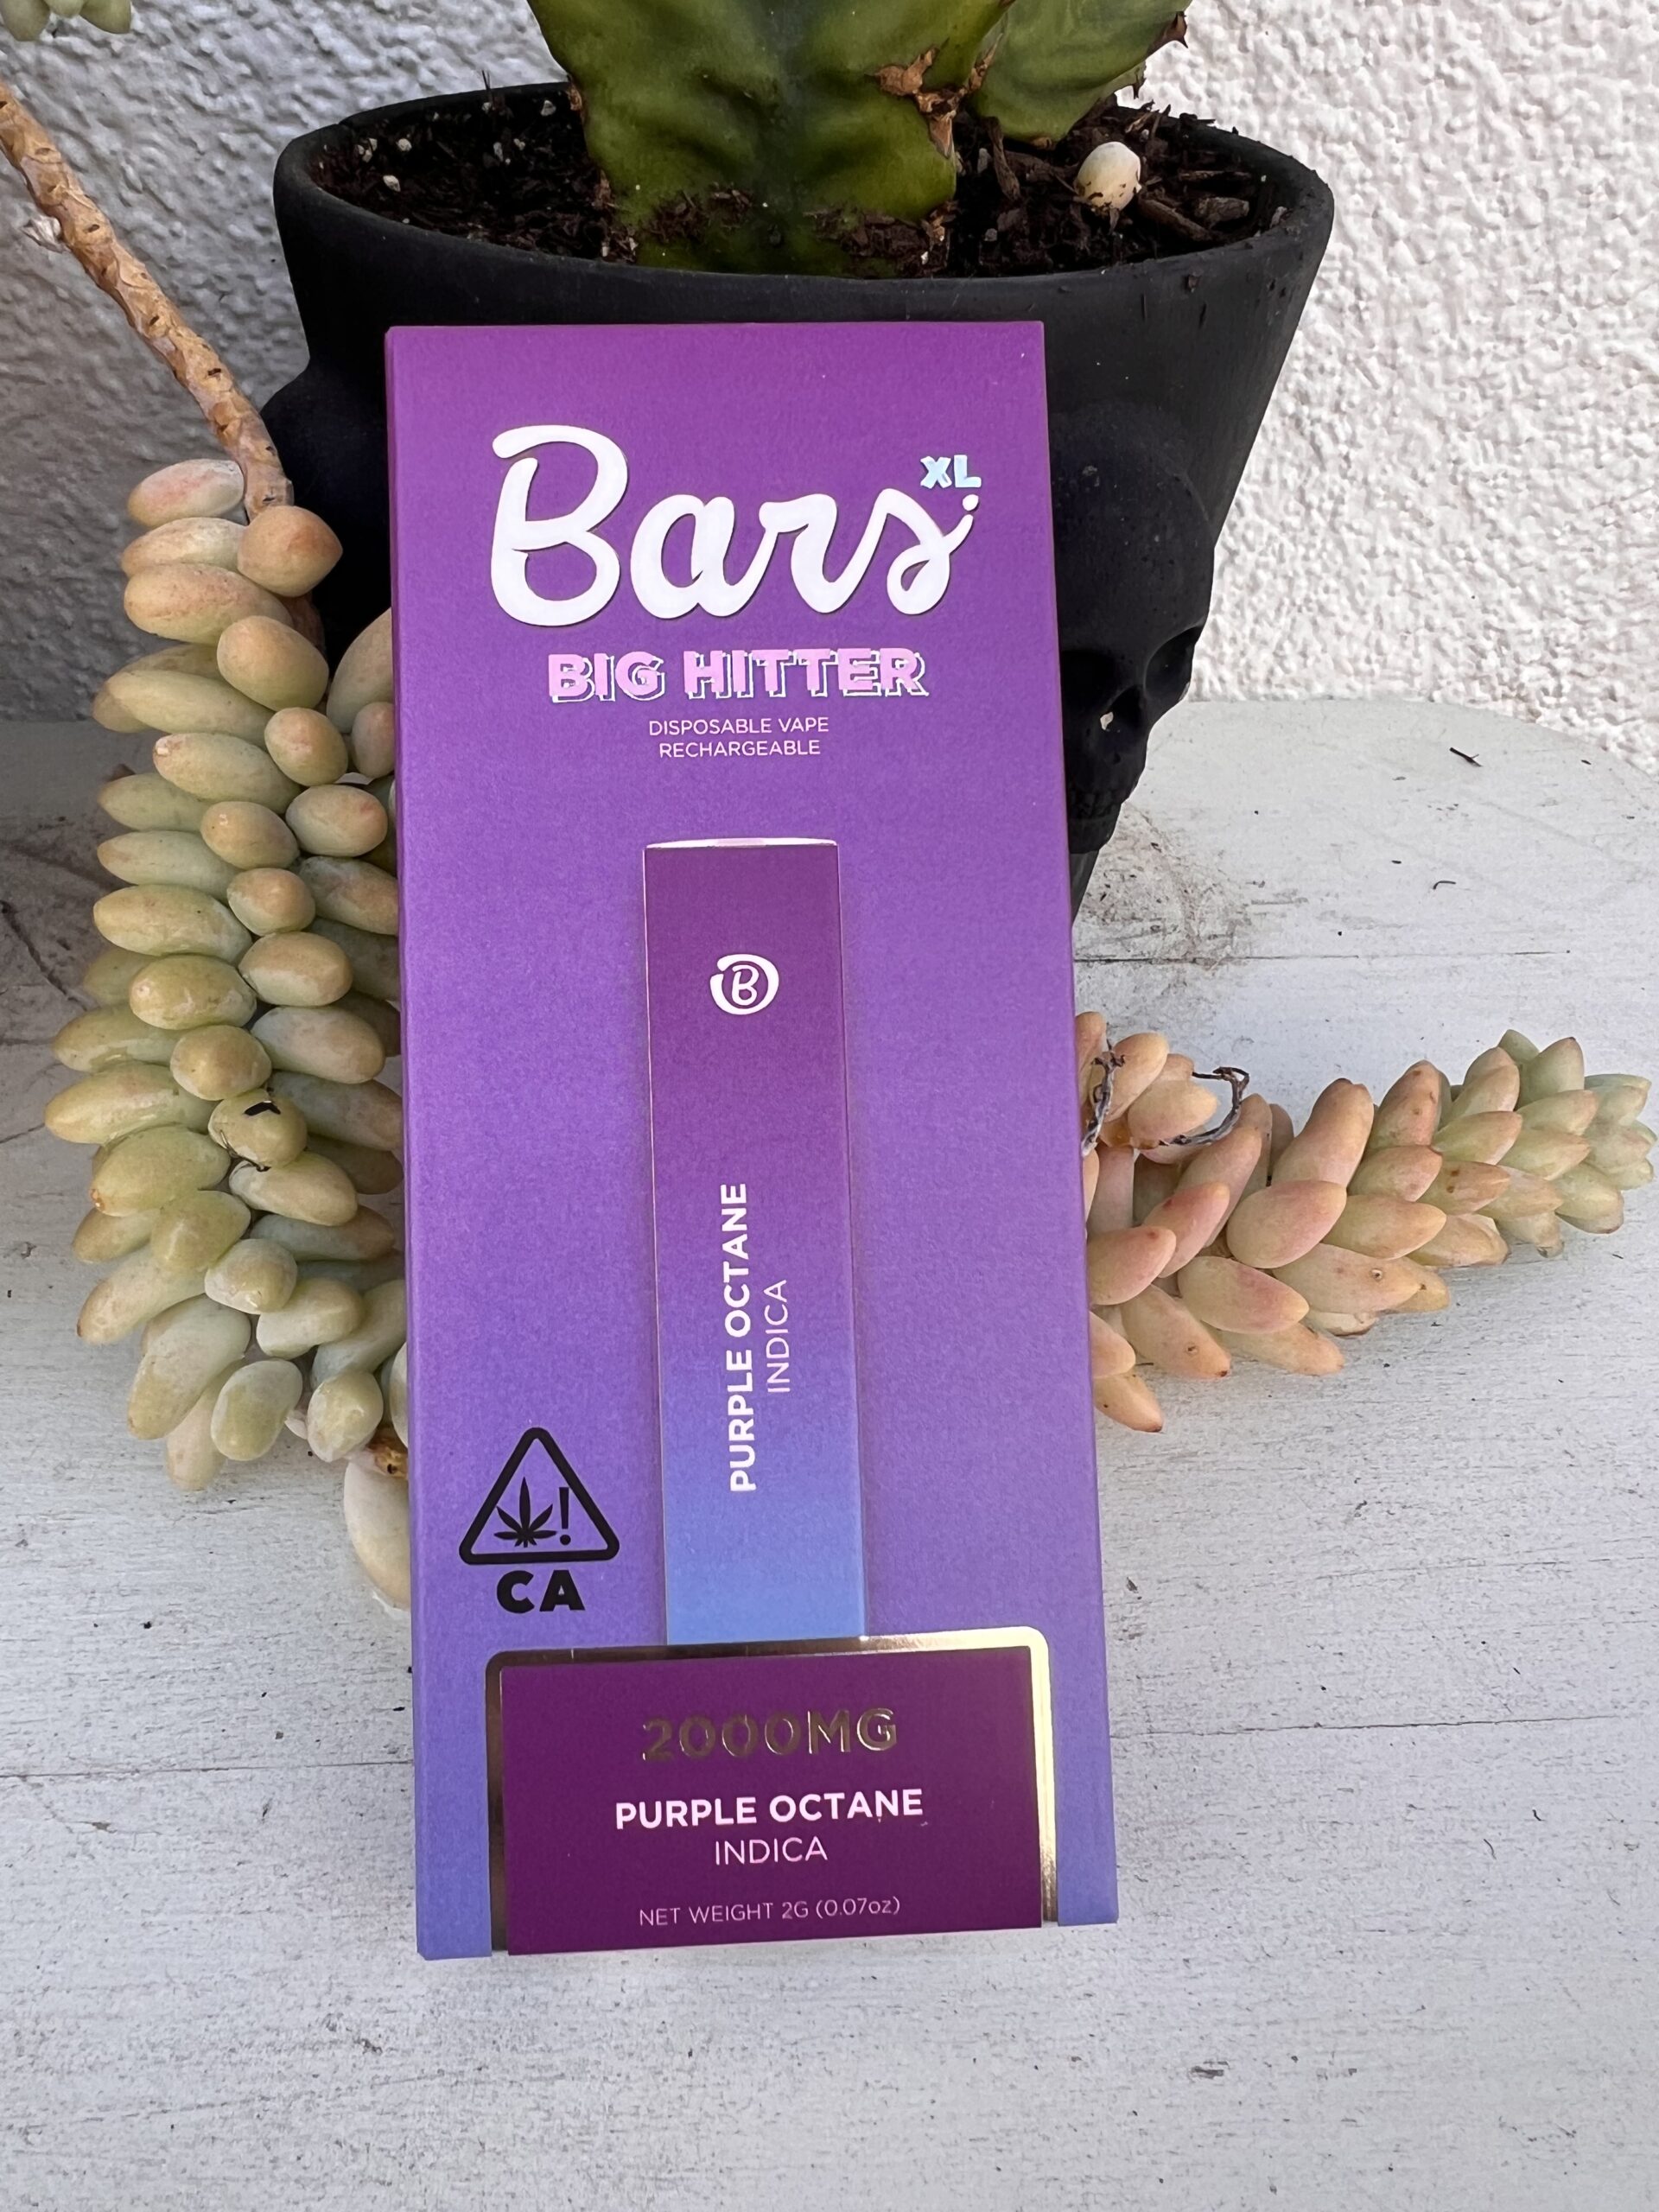 Bars XL
BIG HITTER
DISPOSABLE VAPE
RECHARGEABLE
B
PURPLE OCTANE
INDICA
CA
2000MG
PURPLE OCTANE
INDICA
NET WEIGHT 2G (0.07oz)